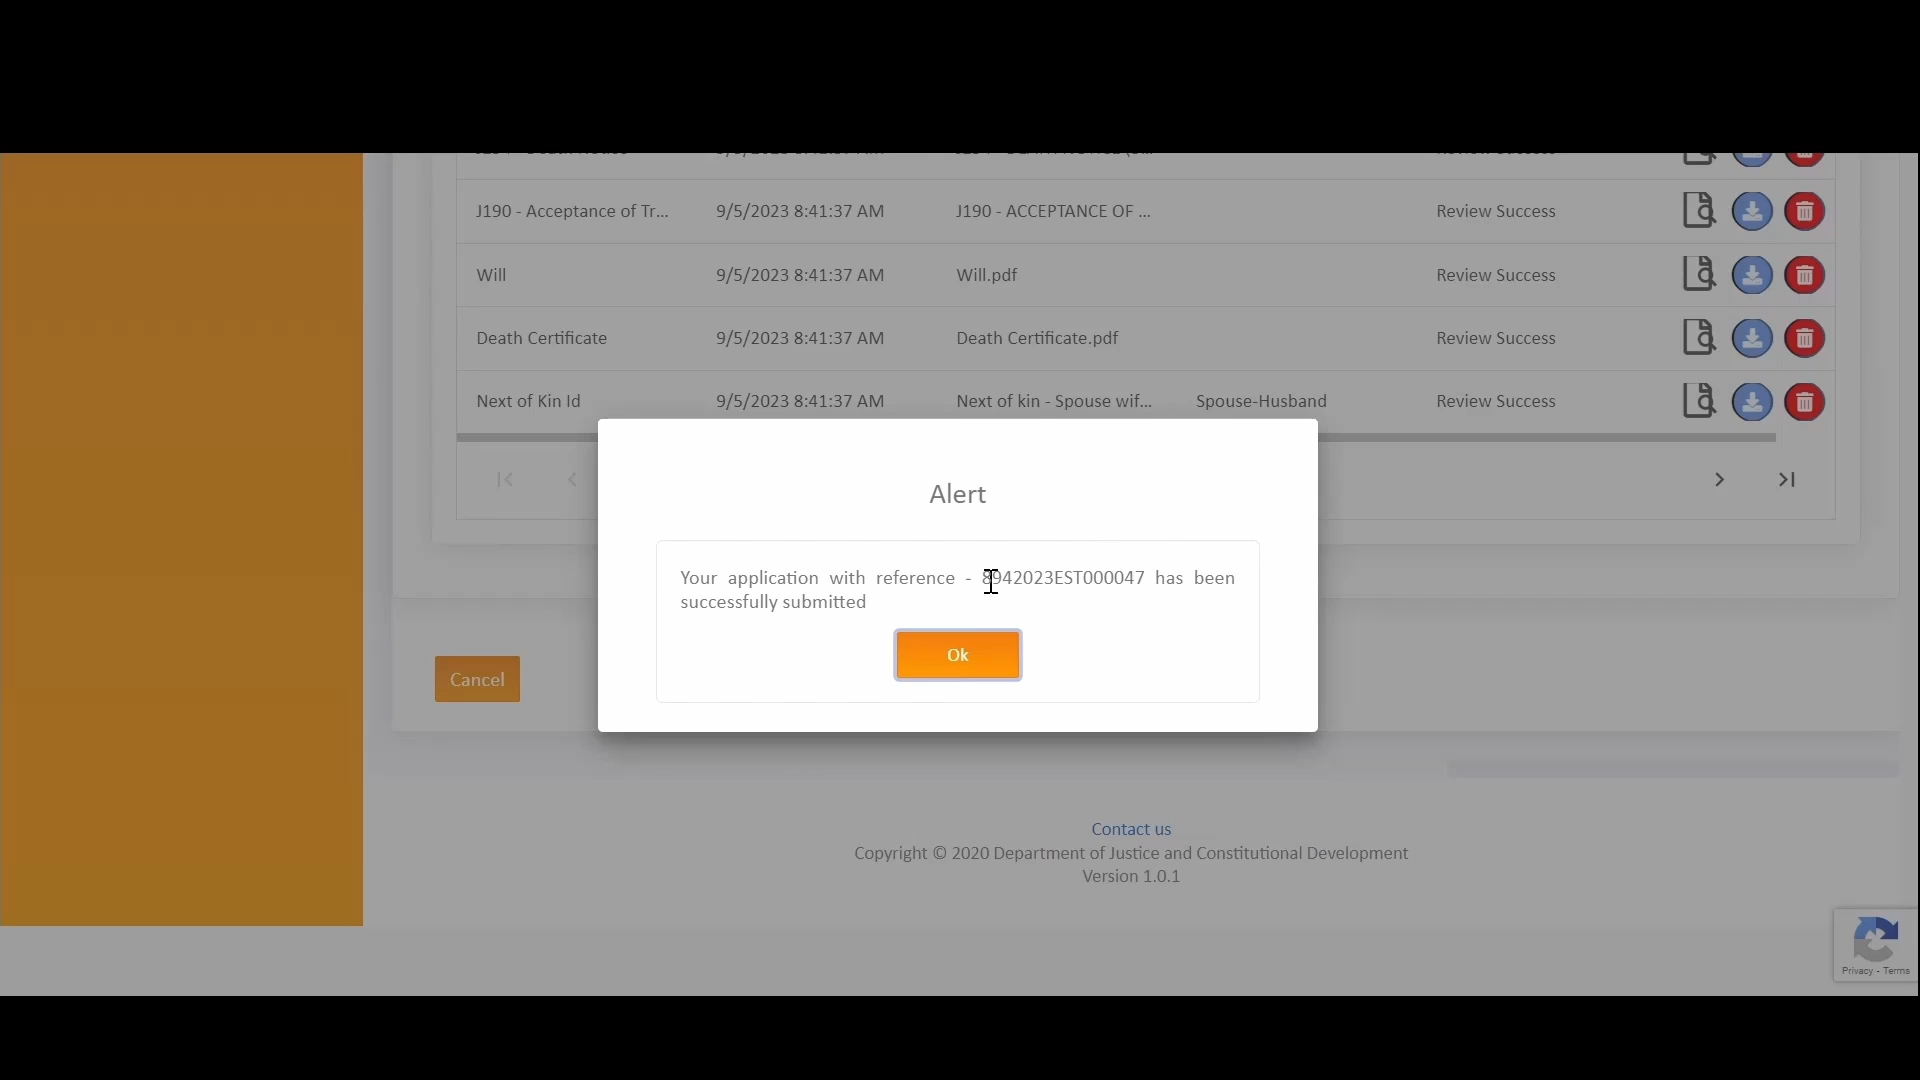 J190 - Acceptance of Tr... 9/5/2023 8:41:37 AM J190 - ACCEPTANCE OF ... Review Success
Will 9/5/2023 8:41:37 AM Will.pdf Review Success
Death Certificate 9/5/2023 8:41:37 AM Death Certificate.pdf Review Success
Next of Kin Id 9/5/2023 8:41:37 AM Next of kin - Spouse wif... Spouse-Husband Review Success
Alert
Your application with reference - 8942023EST000047 has been
successfully submitted
Ok
Cancel
Contact us
Copyright © 2020 Department of Justice and Constitutional Development
Version 1.0.1
Privacy - Terms